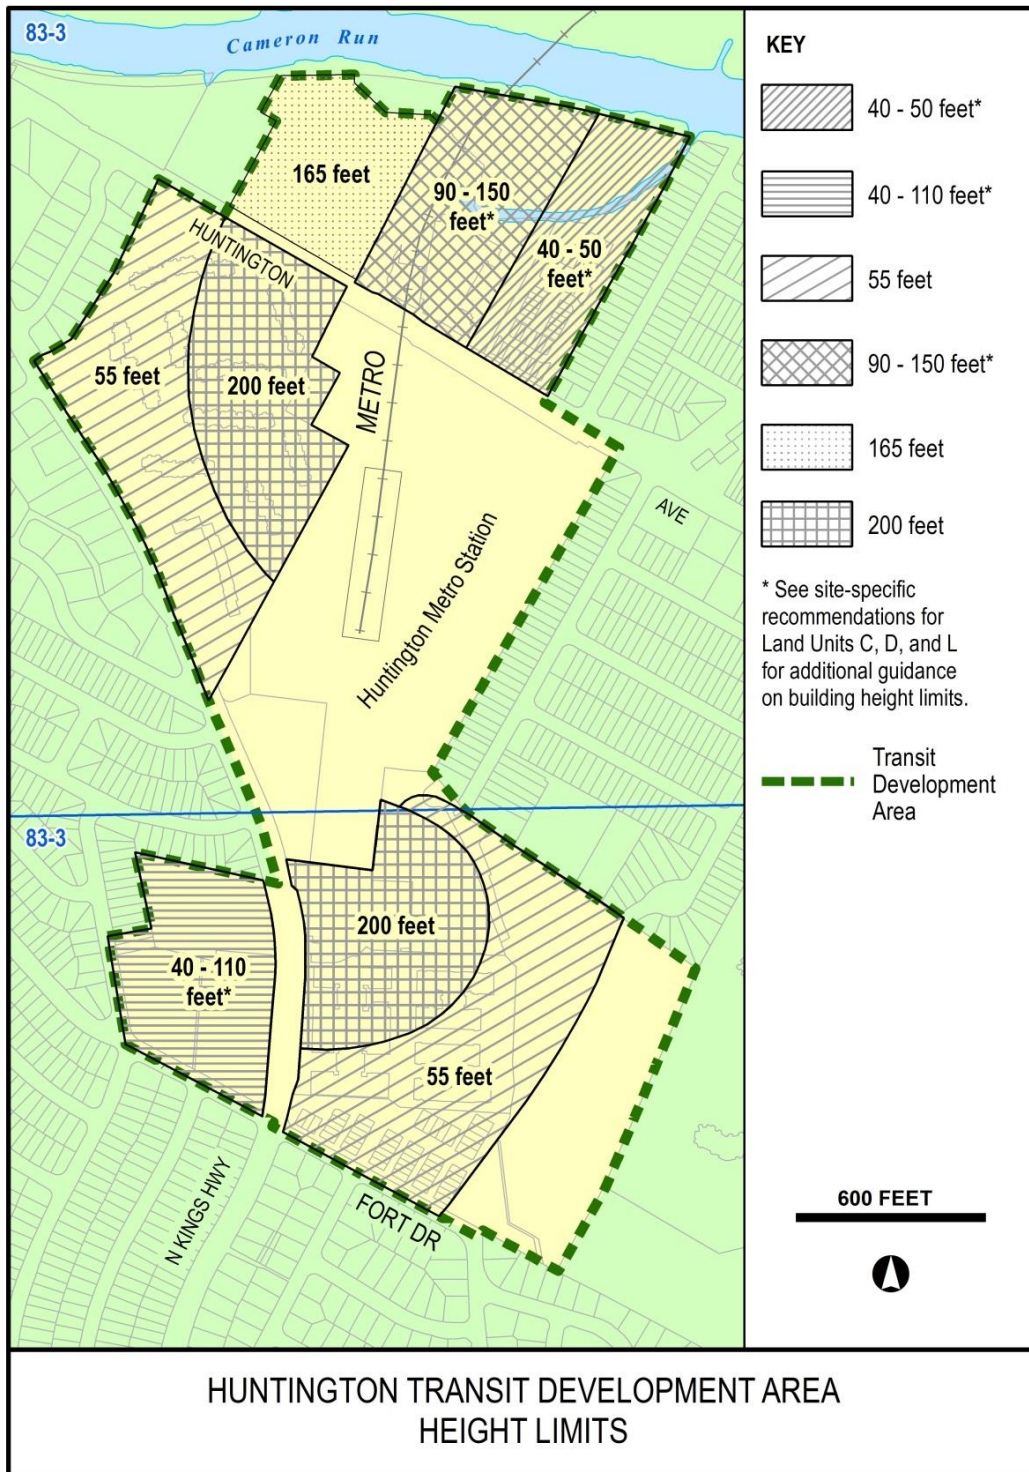 83-3
Cameron Run
165 feet
90 - 150
feet*
40 - 50
feet*
HUNTINGTON
55 feet
200 feet
METRO
AVE
Huntington Metro Station
83-3
200 feet
40 - 110
feet*
55 feet
N KINGS HWY
FORT DR
KEY
40 - 50 feet*
40 - 110 feet*
55 feet
90 - 150 feet*
165 feet
200 feet
* See site-specific
recommendations for
Land Units C, D, and L
for additional guidance
on building height limits.
Transit
Development
Area
600 FEET
HUNTINGTON TRANSIT DEVELOPMENT AREA
HEIGHT LIMITS